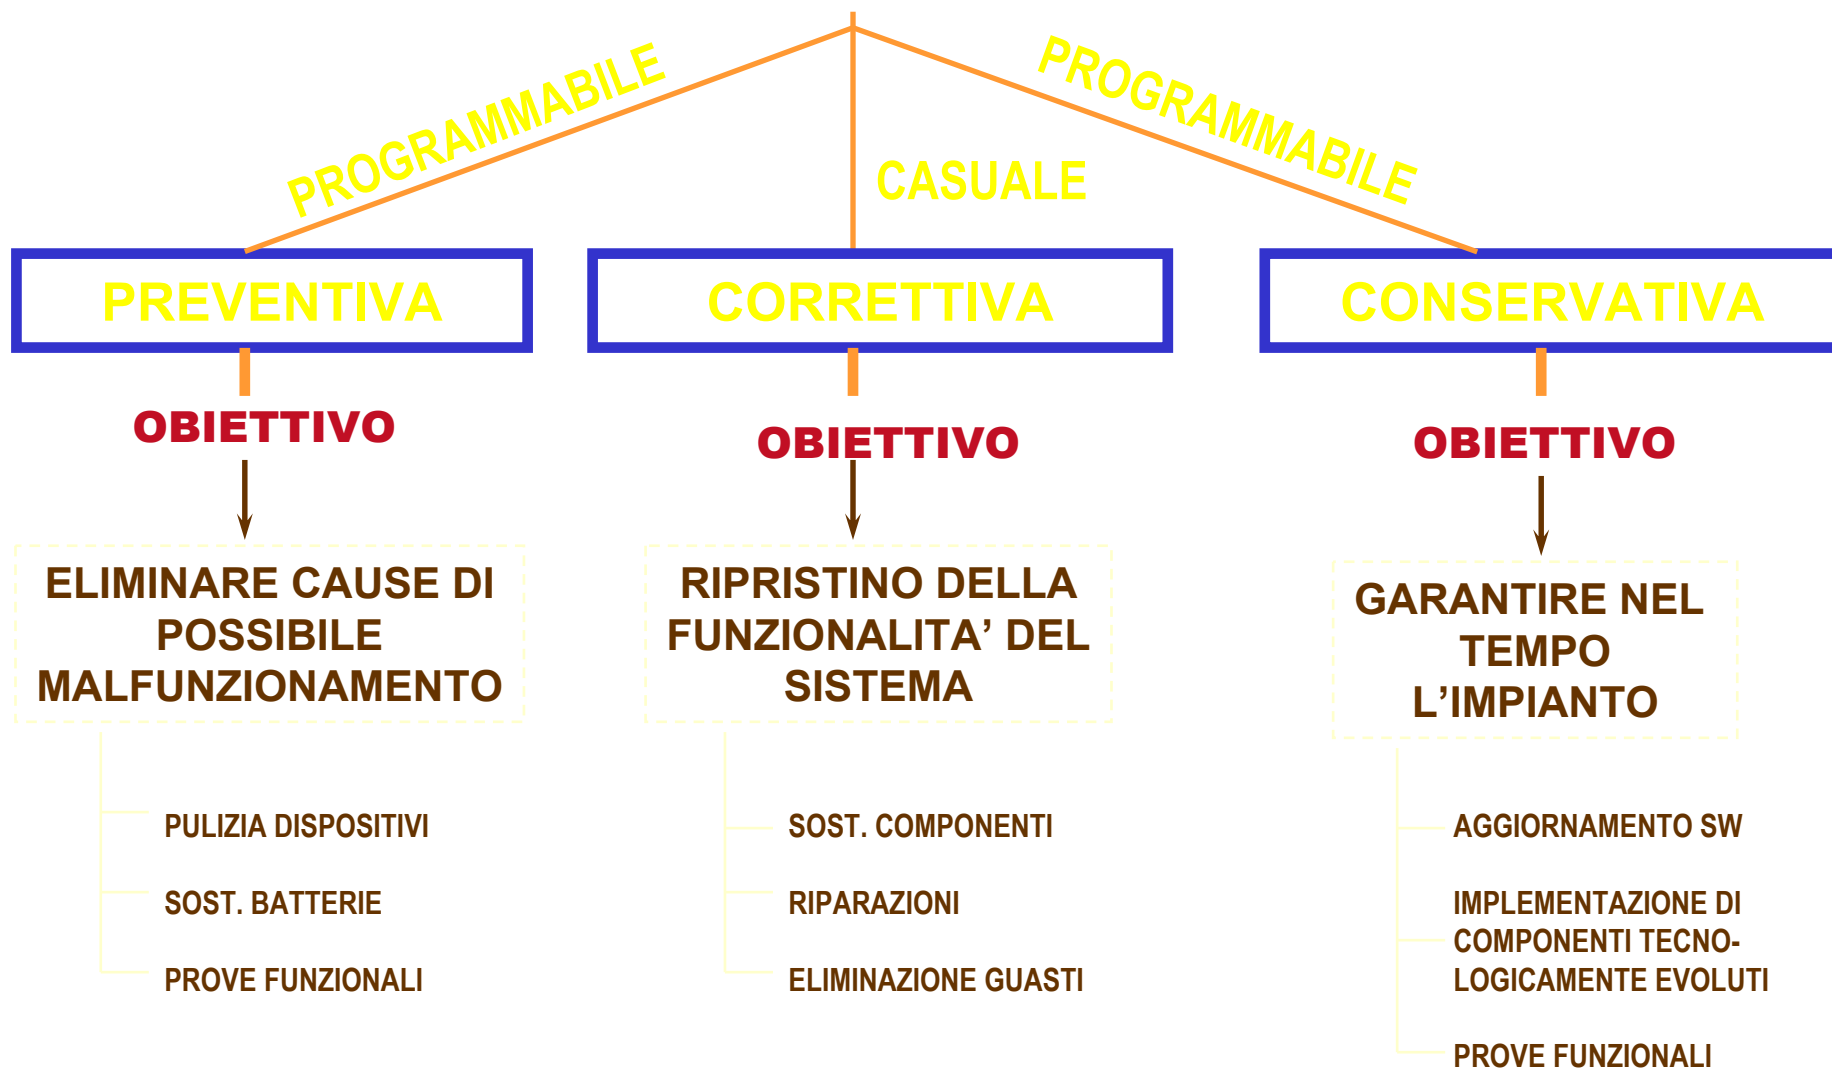 PROGRAMMABILE
CASUALE
PROGRAMMABILE
PREVENTIVA
OBIETTIVO
ELIMINARE CAUSE DI
POSSIBILE
MALFUNZIONAMENTO
PULIZIA DISPOSITIVI
SOST. BATTERIE
PROVE FUNZIONALI
CORRETTIVA
OBIETTIVO
RIPRISTINO DELLA
FUNZIONALITA’ DEL
SISTEMA
SOST. COMPONENTI
RIPARAZIONI
ELIMINAZIONE GUASTI
CONSERVATIVA
OBIETTIVO
GARANTIRE NEL
TEMPO
L’IMPIANTO
AGGIORNAMENTO SW
IMPLEMENTAZIONE DI
COMPONENTI TECNO-
LOGICAMENTE EVOLUTI
PROVE FUNZIONALI